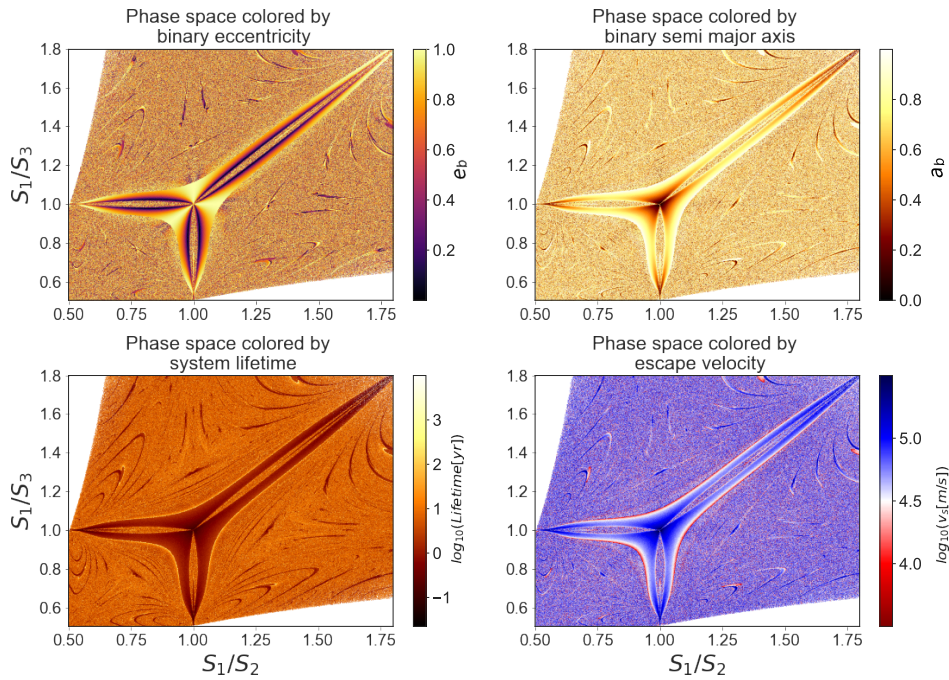 Phase space colored by
binary eccentricity
Phase space colored by
binary semi major axis
1.8
1.6
1.4
1.2
1.0
0.8
0.6
S₁/S₃
0.50 0.75 1.00 1.25 1.50 1.75
1.0
0.8
0.6
0.4
0.2
e_b
1.8
1.6
1.4
1.2
1.0
0.8
0.6
0.50 0.75 1.00 1.25 1.50 1.75
0.8
0.6
0.4
0.2
0.0
a_b
Phase space colored by
system lifetime
Phase space colored by
escape velocity
1.8
1.6
1.4
1.2
1.0
0.8
0.6
S₁/S₃
0.50 0.75 1.00 1.25 1.50 1.75
S₁/S₂
3
2
1
0
−1
log₁₀(Lifetime[yr])
1.8
1.6
1.4
1.2
1.0
0.8
0.6
0.50 0.75 1.00 1.25 1.50 1.75
S₁/S₂
5.0
4.5
4.0
log₁₀(vₛ[m/s])